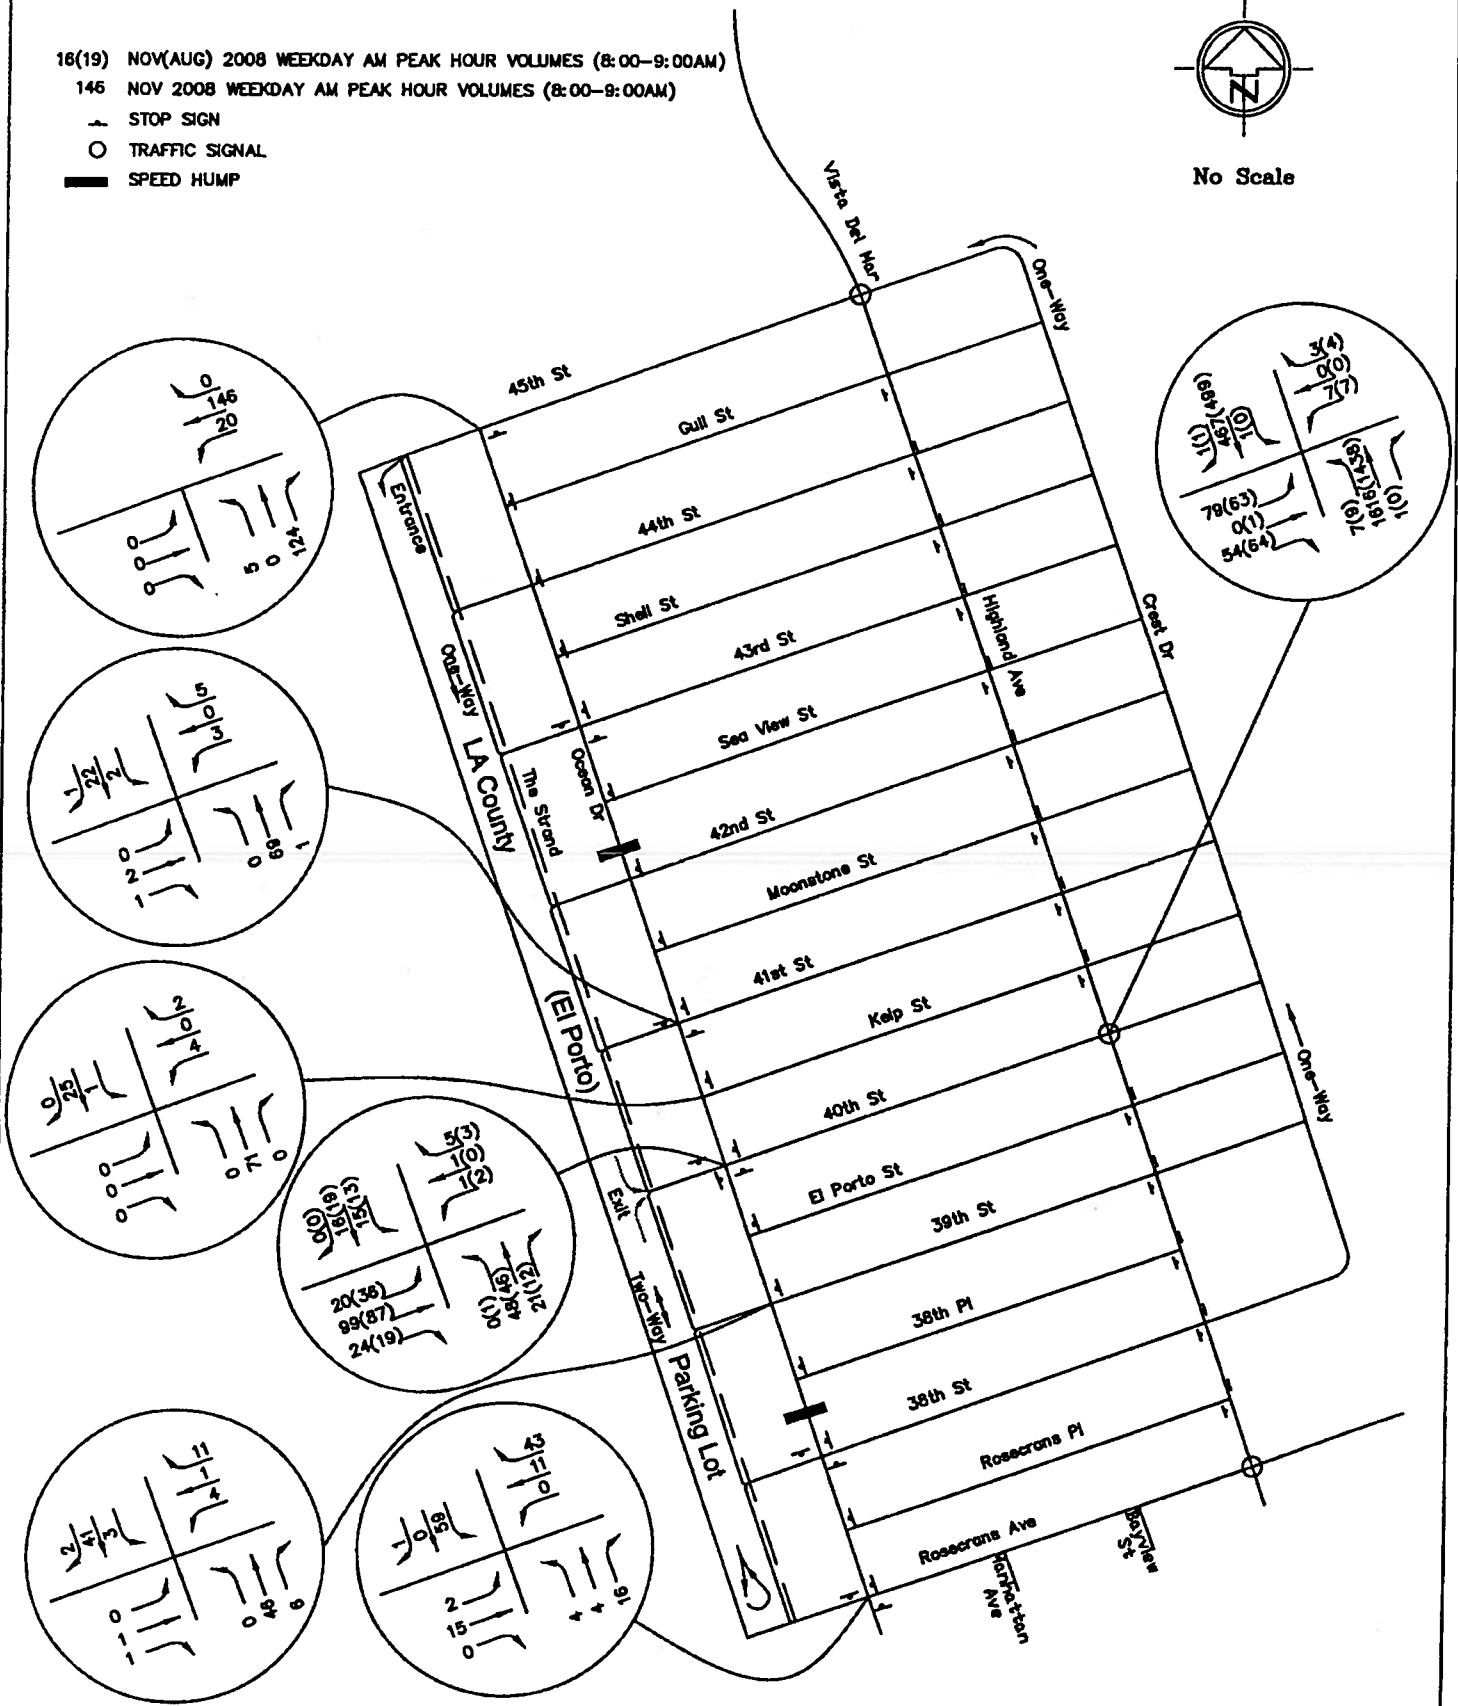 16(19) NOV(AUG) 2008 WEEKDAY AM PEAK HOUR VOLUMES (8:00-9:00AM)
146 NOV 2008 WEEKDAY AM PEAK HOUR VOLUMES (8:00-9:00AM)
STOP SIGN
TRAFFIC SIGNAL
SPEED HUMP
N
No Scale
Vista Del Mar
One-Way
45th St
Gull St
44th St
Shell St
43rd St
Sea View St
42nd St
Moonstone St
41st St
Kelp St
40th St
El Porto St
39th St
38th Pl
38th St
Rosecrans Pl
Rosecrans Ave
Highland Ave
Crest Dr
One-Way
Ocean Dr
The Strand
Entrance
One-Way
LA County
(El Porto)
Exit
Two-Way
Parking Lot
Manhattan Ave
Bayview St
0
146
20
0
0
0
5
0
124
5
0
3
1
22
2
0
2
1
0
69
1
2
0
4
0
25
1
0
0
0
0
71
0
5(3)
1(0)
1(2)
0(0)
16(19)
15(13)
20(36)
99(87)
24(19)
0(1)
48(46)
21(12)
11
1
4
2
41
3
0
1
1
0
46
9
43
11
0
1
0
59
2
15
0
4
4
16
3(4)
0(0)
7(7)
1(1)
467(499)
1(0)
79(63)
0(1)
54(64)
7(9)
1616(1438)
1(0)